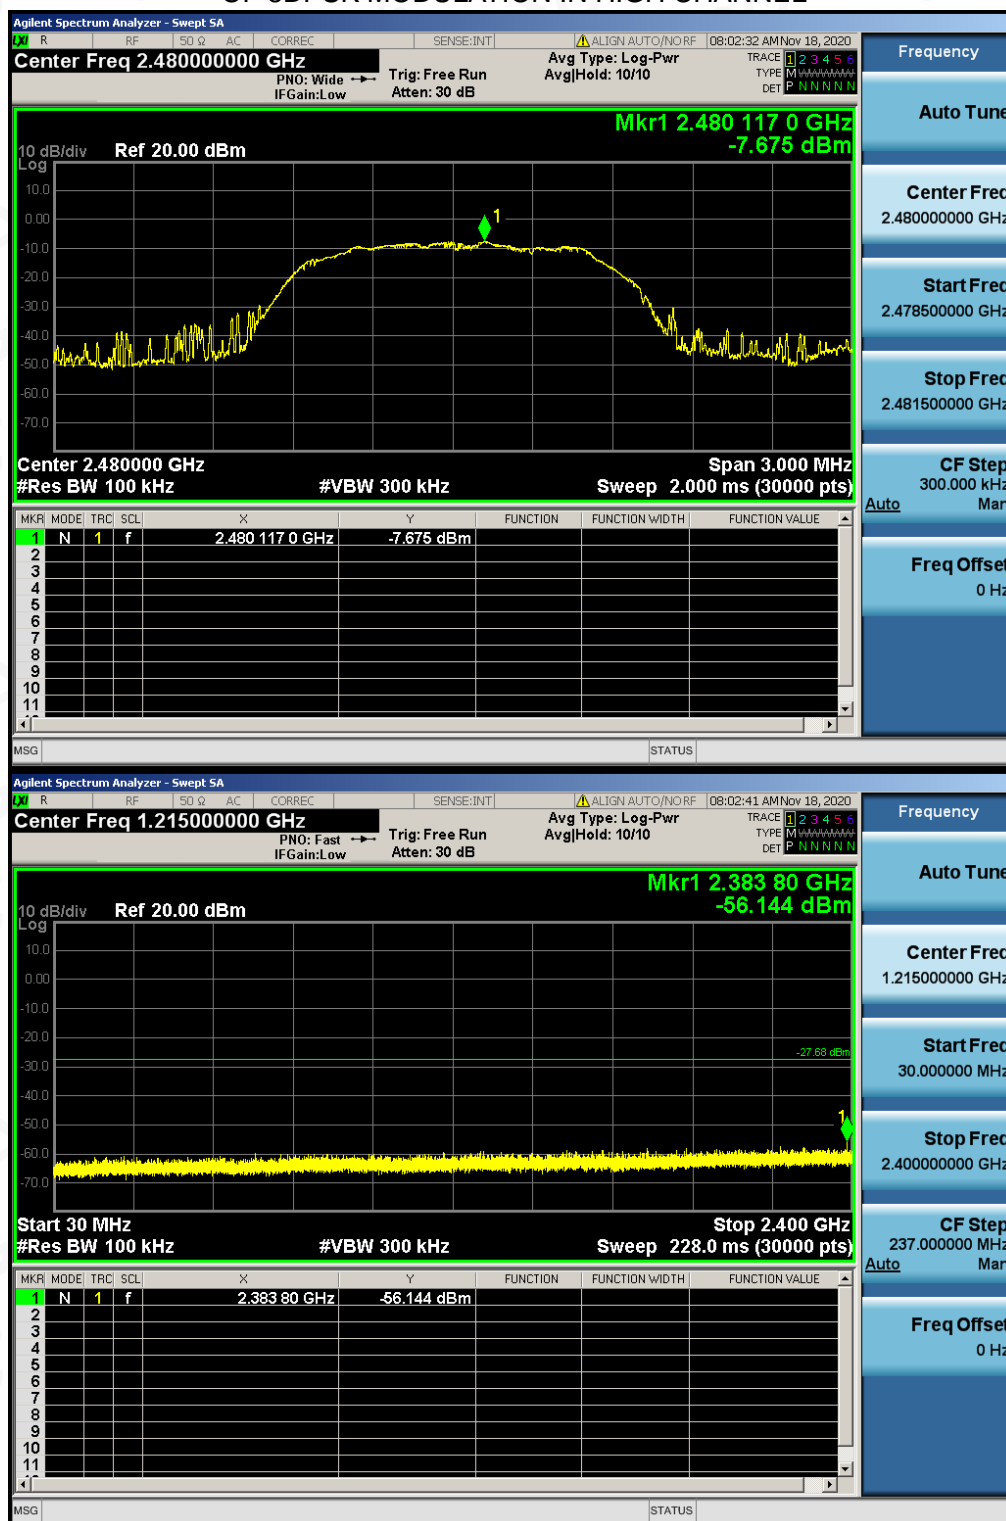 OF 8DPSK MODULATION IN HIGH CHANNEL
Agilent Spectrum Analyzer - Swept SA
LXI R RF 50 Ω AC CORREC SENSE:INT ALIGN AUTO/NO RF 08:02:32 AM Nov 18, 2020
Center Freq 2.480000000 GHz
PNO: Wide
IFGain:Low
Trig: Free Run
Atten: 30 dB
Avg Type: Log-Pwr
Avg|Hold: 10/10
TRACE 1 2 3 4 5 6
TYPE M
DET P N N N N N
Mkr1 2.480 117 0 GHz
-7.675 dBm
10 dB/div Ref 20.00 dBm
Log
10.0
0.00
-10.0
-20.0
-30.0
-40.0
-50.0
-60.0
-70.0
1
Center 2.480000 GHz Span 3.000 MHz
#Res BW 100 kHz #VBW 300 kHz Sweep 2.000 ms (30000 pts)
MKR MODE TRC SCL X Y FUNCTION FUNCTION WIDTH FUNCTION VALUE
1 N 1 f 2.480 117 0 GHz -7.675 dBm
2
3
4
5
6
7
8
9
10
11
MSG STATUS
Frequency
Auto Tune
Center Freq
2.480000000 GHz
Start Freq
2.478500000 GHz
Stop Freq
2.481500000 GHz
CF Step
300.000 kHz
Auto Man
Freq Offset
0 Hz
Agilent Spectrum Analyzer - Swept SA
LXI R RF 50 Ω AC CORREC SENSE:INT ALIGN AUTO/NO RF 08:02:41 AM Nov 18, 2020
Center Freq 1.215000000 GHz
PNO: Fast
IFGain:Low
Trig: Free Run
Atten: 30 dB
Avg Type: Log-Pwr
Avg|Hold: 10/10
TRACE 1 2 3 4 5 6
TYPE M
DET P N N N N N
Mkr1 2.383 80 GHz
-56.144 dBm
10 dB/div Ref 20.00 dBm
Log
10.0
0.00
-10.0
-20.0
-30.0
-40.0
-50.0
-60.0
-70.0
-27.68 dBm
1
Start 30 MHz Stop 2.400 GHz
#Res BW 100 kHz #VBW 300 kHz Sweep 228.0 ms (30000 pts)
MKR MODE TRC SCL X Y FUNCTION FUNCTION WIDTH FUNCTION VALUE
1 N 1 f 2.383 80 GHz -56.144 dBm
2
3
4
5
6
7
8
9
10
11
MSG STATUS
Frequency
Auto Tune
Center Freq
1.215000000 GHz
Start Freq
30.000000 MHz
Stop Freq
2.400000000 GHz
CF Step
237.000000 MHz
Auto Man
Freq Offset
0 Hz